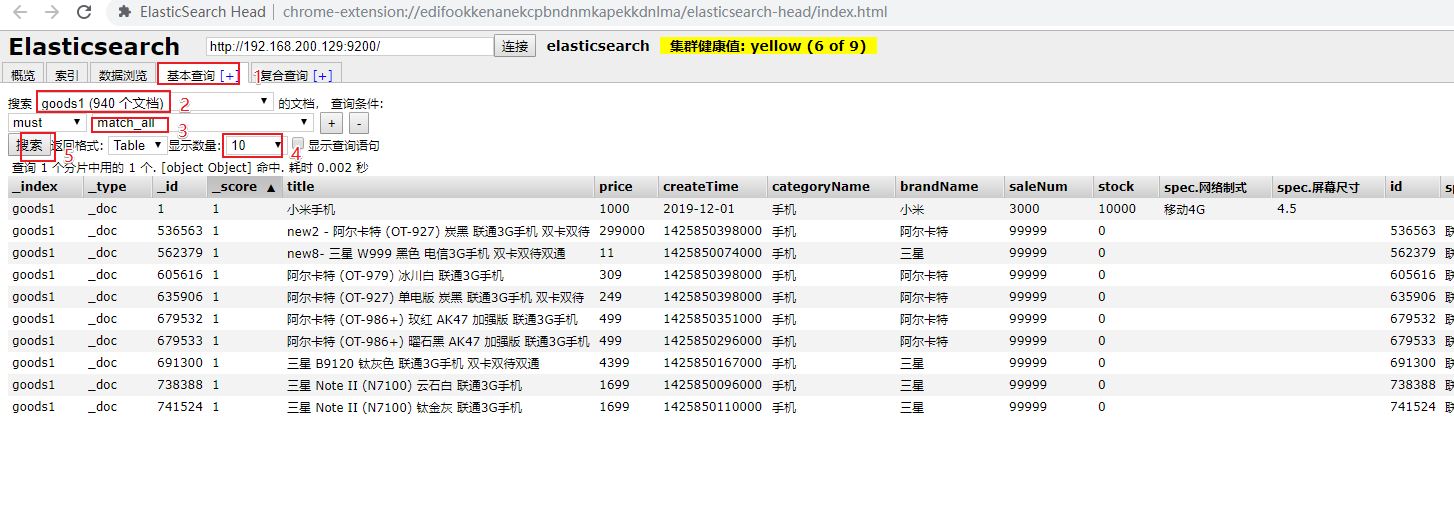 ElasticSearch Head | chrome-extension://edifookkenanekcpbndnmkapekkdnlma/elasticsearch-head/index.html
Elasticsearch http://192.168.200.129:9200/ 连接 elasticsearch 集群健康值: yellow (6 of 9)
概览 索引 数据浏览 基本查询 [+] 1 复合查询 [+]
搜索 goods1 (940 个文档) 2 的文档， 查询条件:
must match_all 3 + -
搜索 5 返回格式: Table 显示数量: 10 4 显示查询语句
查询 1 个分片中用的 1 个. [object Object] 命中. 耗时 0.002 秒
_index _type _id _score ▲ title price createTime categoryName brandName saleNum stock spec.网络制式 spec.屏幕尺寸 id sp
goods1 _doc 1 1 小米手机 1000 2019-12-01 手机 小米 3000 10000 移动4G 4.5
goods1 _doc 536563 1 new2 - 阿尔卡特 (OT-927) 炭黑 联通3G手机 双卡双待 299000 1425850398000 手机 阿尔卡特 99999 0 536563 联
goods1 _doc 562379 1 new8- 三星 W999 黑色 电信3G手机 双卡双待双通 11 1425850074000 手机 三星 99999 0 562379 联
goods1 _doc 605616 1 阿尔卡特 (OT-979) 冰川白 联通3G手机 309 1425850398000 手机 阿尔卡特 99999 0 605616 联
goods1 _doc 635906 1 阿尔卡特 (OT-927) 单电版 炭黑 联通3G手机 双卡双待 249 1425850398000 手机 阿尔卡特 99999 0 635906 联
goods1 _doc 679532 1 阿尔卡特 (OT-986+) 玫红 AK47 加强版 联通3G手机 499 1425850351000 手机 阿尔卡特 99999 0 679532 联
goods1 _doc 679533 1 阿尔卡特 (OT-986+) 曜石黑 AK47 加强版 联通3G手机 499 1425850296000 手机 阿尔卡特 99999 0 679533 联
goods1 _doc 691300 1 三星 B9120 钛灰色 联通3G手机 双卡双待双通 4399 1425850167000 手机 三星 99999 0 691300 联
goods1 _doc 738388 1 三星 Note II (N7100) 云石白 联通3G手机 1699 1425850096000 手机 三星 99999 0 738388 联
goods1 _doc 741524 1 三星 Note II (N7100) 钛金灰 联通3G手机 1699 1425850110000 手机 三星 99999 0 741524 联